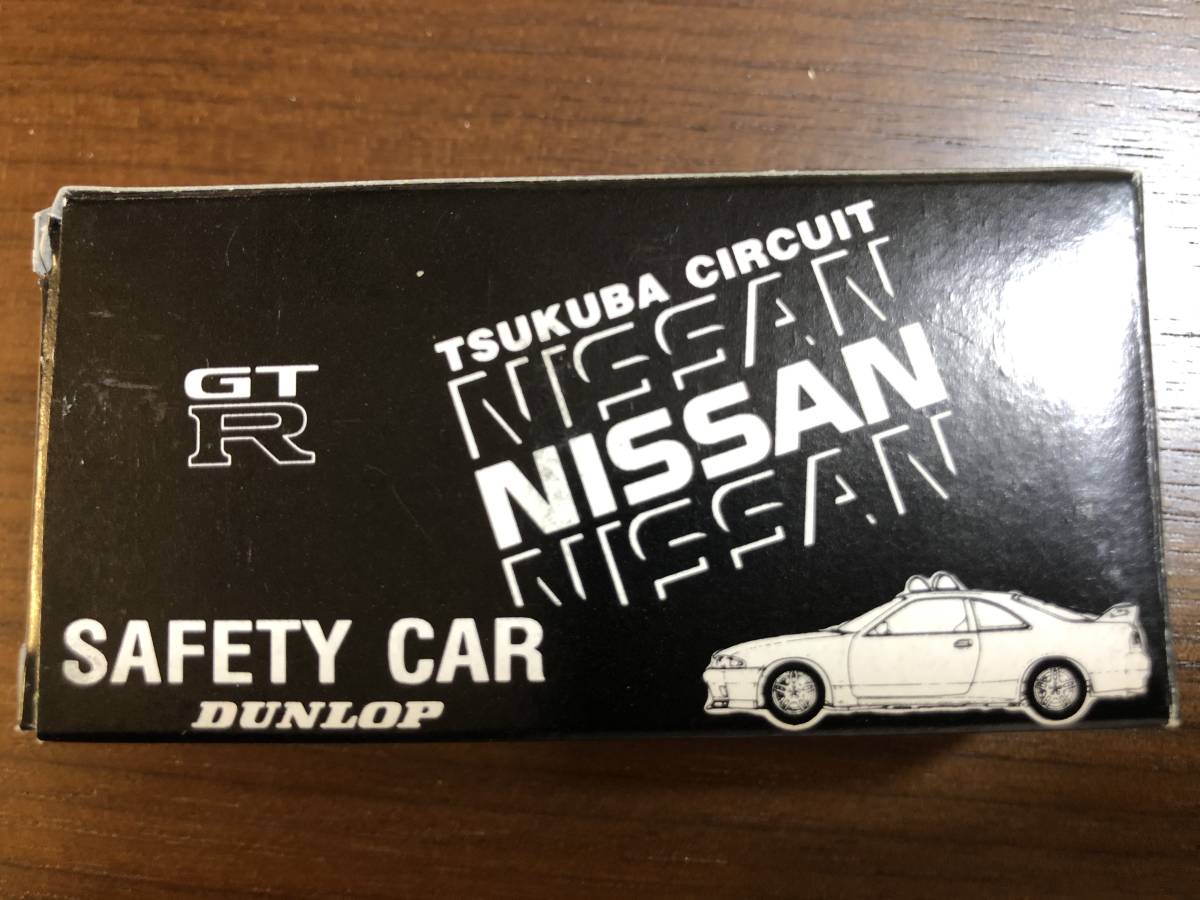 TSUKUBA CIRCUIT
NISSAN
NISSAN
NISSAN
GT
R
SAFETY CAR
DUNLOP